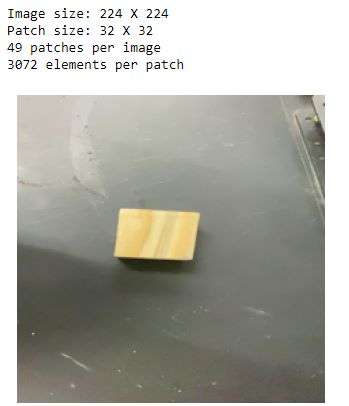 Image size: 224 X 224
Patch size: 32 X 32
49 patches per image
3072 elements per patch